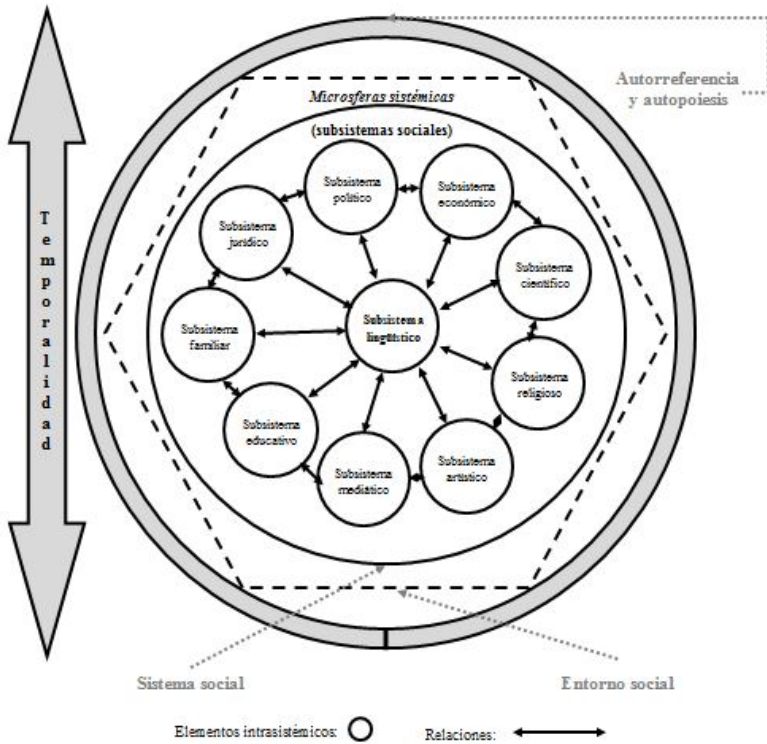 Autorreferencia
y autopoiesis
Microsferas sistémicas
(subsistemas sociales)
Temporalidad
Subsistema
político
Subsistema
económico
Subsistema
jurídico
Subsistema
científico
Subsistema
lingüístico
Subsistema
familiar
Subsistema
religioso
Subsistema
educativo
Subsistema
mediático
Subsistema
artístico
Sistema social
Entorno social
Elementos intrasistémicos:
Relaciones: